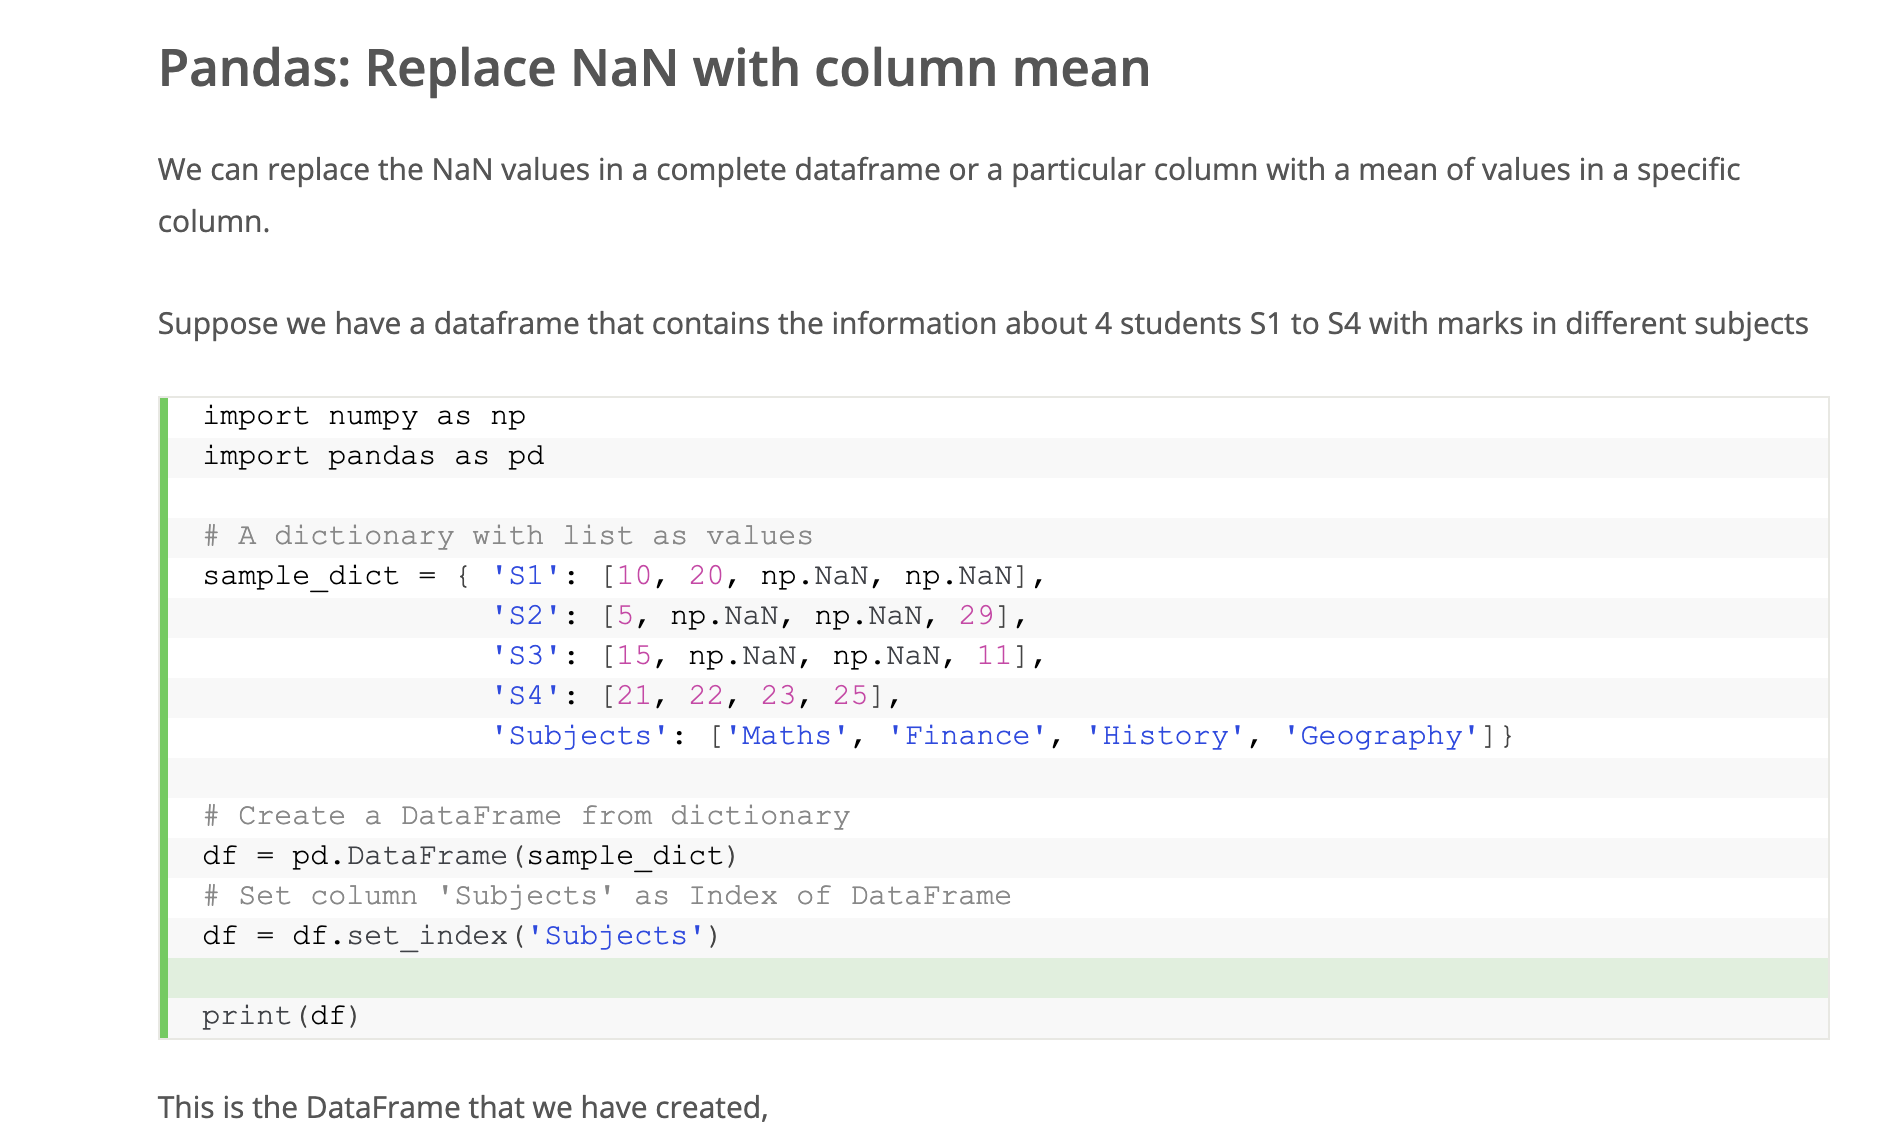 Pandas: Replace NaN with column mean
We can replace the NaN values in a complete dataframe or a particular column with a mean of values in a specific
column.
Suppose we have a dataframe that contains the information about 4 students S1 to S4 with marks in different subjects
import numpy as np
import pandas as pd
# A dictionary with list as values
sample_dict = { 'S1': [10, 20, np.NaN, np.NaN],
                'S2': [5, np.NaN, np.NaN, 29],
                'S3': [15, np.NaN, np.NaN, 11],
                'S4': [21, 22, 23, 25],
                'Subjects': ['Maths', 'Finance', 'History', 'Geography']}
# Create a DataFrame from dictionary
df = pd.DataFrame(sample_dict)
# Set column 'Subjects' as Index of DataFrame
df = df.set_index('Subjects')
print(df)
This is the DataFrame that we have created,